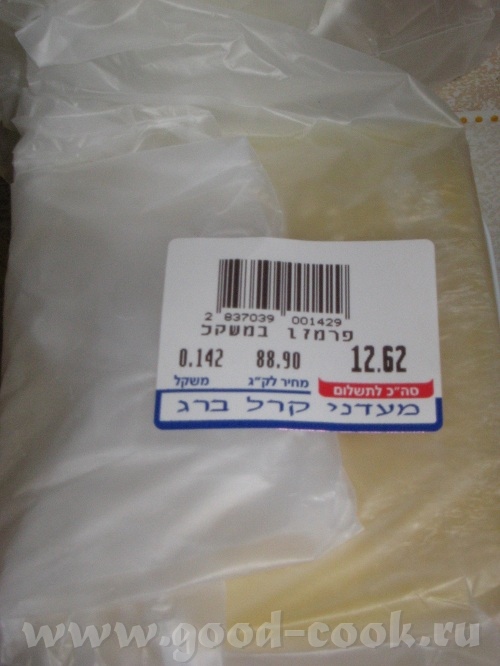 2 837039 001429
פרמזן במשקל
0.142 88.90 12.62
משקל מחיר לק"ג סה"כ לתשלום
מעדני קרל ברג
www.good-cook.ru